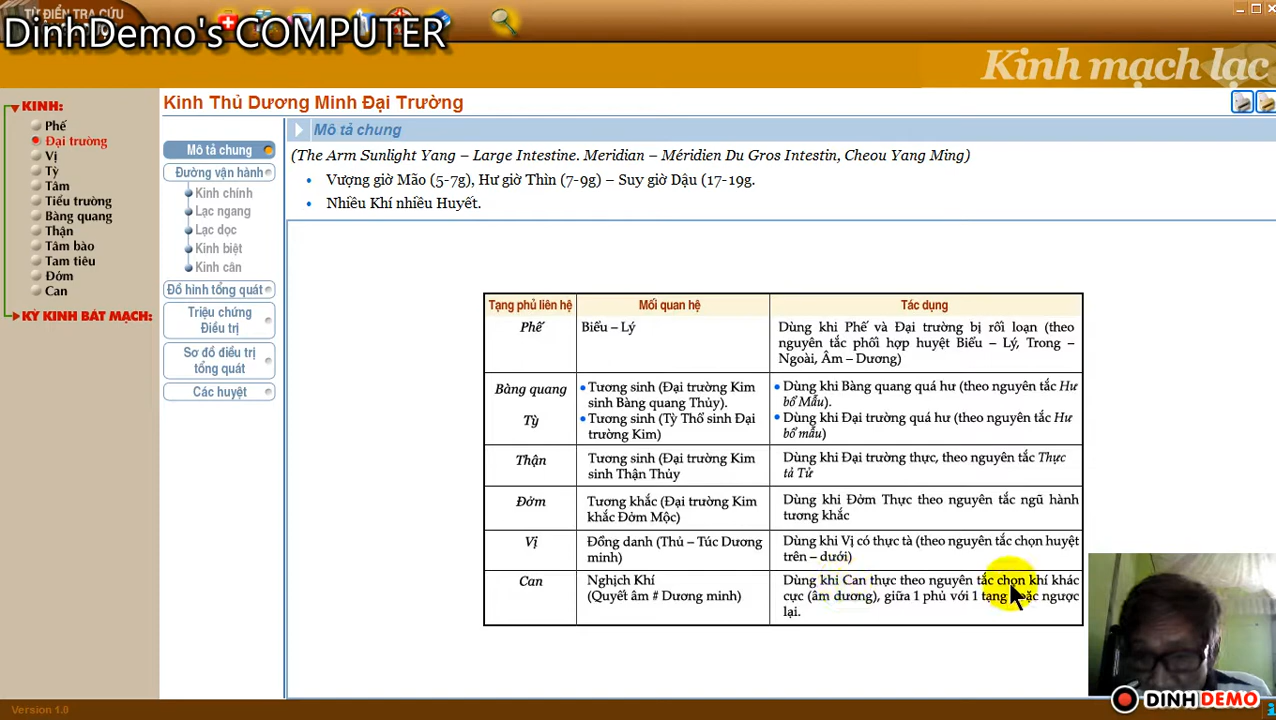 TỪ ĐIỂN TRA CỨU
DinhDemo's COMPUTER
Kinh mạch lạc
KINH:
Phế
Đại trường
Vị
Tỳ
Tâm
Tiểu trường
Bàng quang
Thận
Tâm bào
Tam tiêu
Đởm
Can
KỲ KINH BÁT MẠCH:
Kinh Thủ Dương Minh Đại Trường
Mô tả chung
Đường vận hành
Kinh chính
Lạc ngang
Lạc dọc
Kinh biệt
Kinh cân
Đồ hình tổng quát
Triệu chứng
Điều trị
Sơ đồ điều trị
tổng quát
Các huyệt
Mô tả chung
(The Arm Sunlight Yang – Large Intestine. Meridian – Méridien Du Gros Intestin, Cheou Yang Ming)
• Vượng giờ Mão (5-7g), Hư giờ Thìn (7-9g) – Suy giờ Dậu (17-19g.
• Nhiều Khí nhiều Huyết.
Tạng phủ liên hệ Mối quan hệ Tác dụng
Phế Biểu – Lý Dùng khi Phế và Đại trường bị rối loạn (theo
nguyên tắc phối hợp huyệt Biểu – Lý, Trong –
Ngoài, Âm – Dương)
Bàng quang • Tương sinh (Đại trường Kim • Dùng khi Bàng quang quá hư (theo nguyên tắc Hư
sinh Bàng quang Thủy). bổ Mẫu).
Tỳ • Tương sinh (Tỳ Thổ sinh Đại • Dùng khi Đại trường quá hư (theo nguyên tắc Hư
trường Kim) bổ mẫu)
Thận Tương sinh (Đại trường Kim Dùng khi Đại trường thực, theo nguyên tắc Thực
sinh Thận Thủy tả Tử
Đởm Tương khắc (Đại trường Kim Dùng khi Đởm Thực theo nguyên tắc ngũ hành
khắc Đởm Mộc) tương khắc
Vị Đồng danh (Thủ – Túc Dương Dùng khi Vị có thực tà (theo nguyên tắc chọn huyệt
minh) trên – dưới)
Can Nghịch Khí Dùng khi Can thực theo nguyên tắc chọn khí khác
(Quyết âm # Dương minh) cực (âm dương), giữa 1 phủ với 1 tạng hoặc ngược
lại.
Version 1.0
DINHDEMO